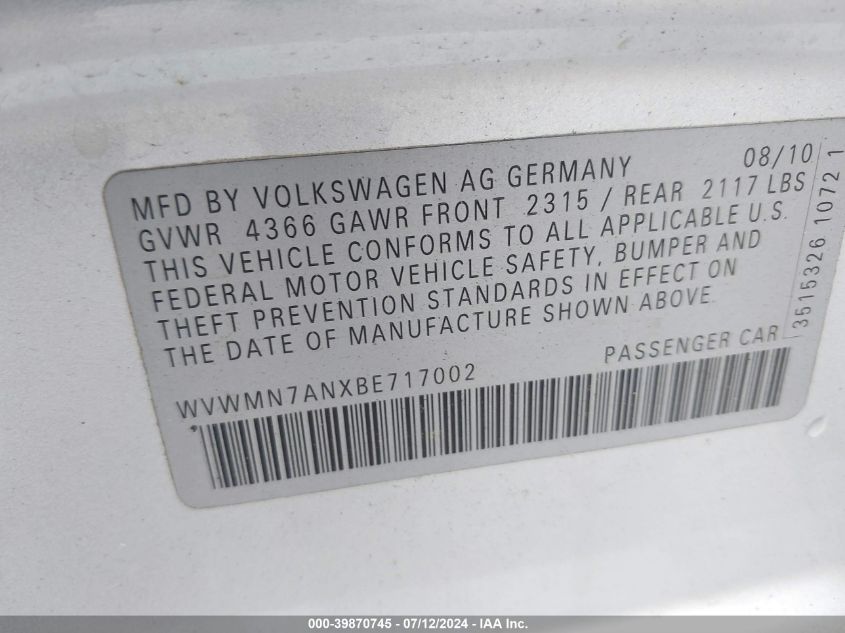 08/10
MFD BY VOLKSWAGEN AG GERMANY
GVWR 4366 GAWR FRONT 2315 / REAR 2117 LBS
THIS VEHICLE CONFORMS TO ALL APPLICABLE U.S.
FEDERAL MOTOR VEHICLE SAFETY, BUMPER AND
THEFT PREVENTION STANDARDS IN EFFECT ON
THE DATE OF MANUFACTURE SHOWN ABOVE
PASSENGER CAR
WVWMN7ANXBE717002
3515326 1072 1
000-39870745 - 07/12/2024 - IAA Inc.